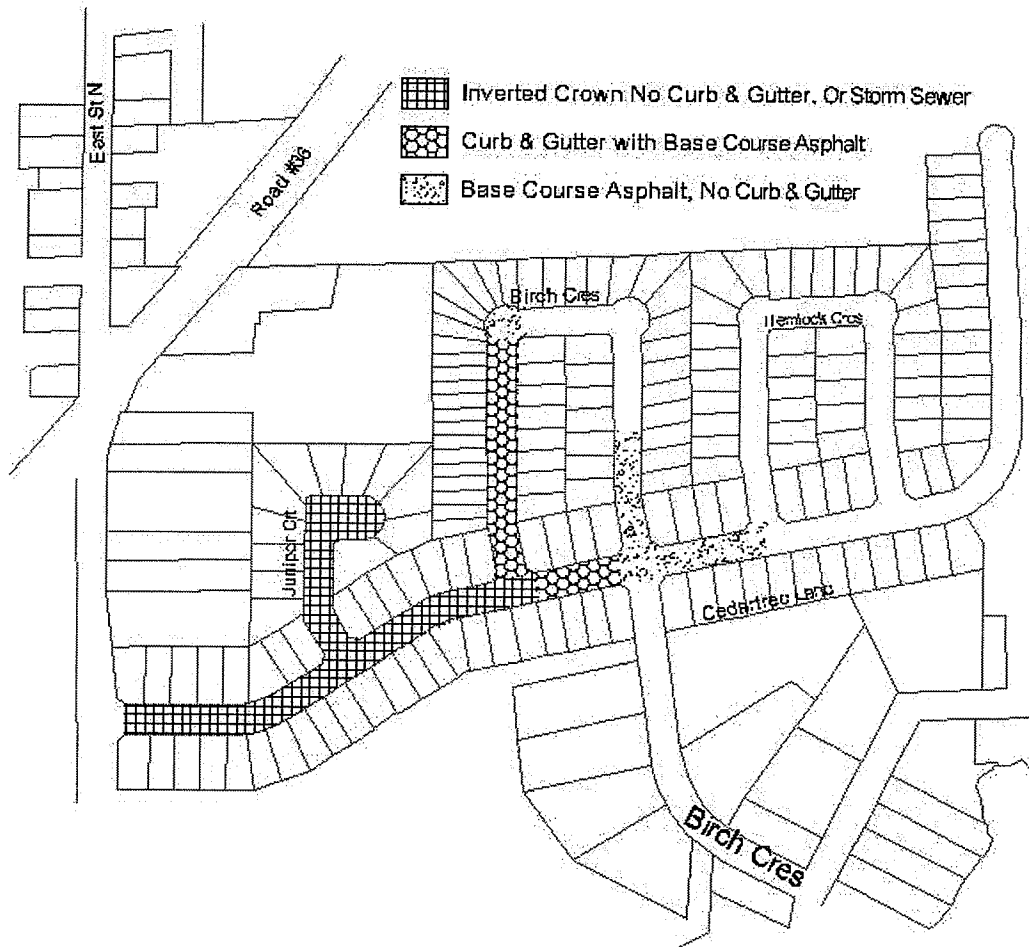 East St N
Road #36
Inverted Crown No Curb & Gutter, Or Storm Sewer
Curb & Gutter with Base Course Asphalt
Base Course Asphalt, No Curb & Gutter
Birch Cres
Hemlock Cres
Juniper Crt
Cedartree Lane
Birch Cres